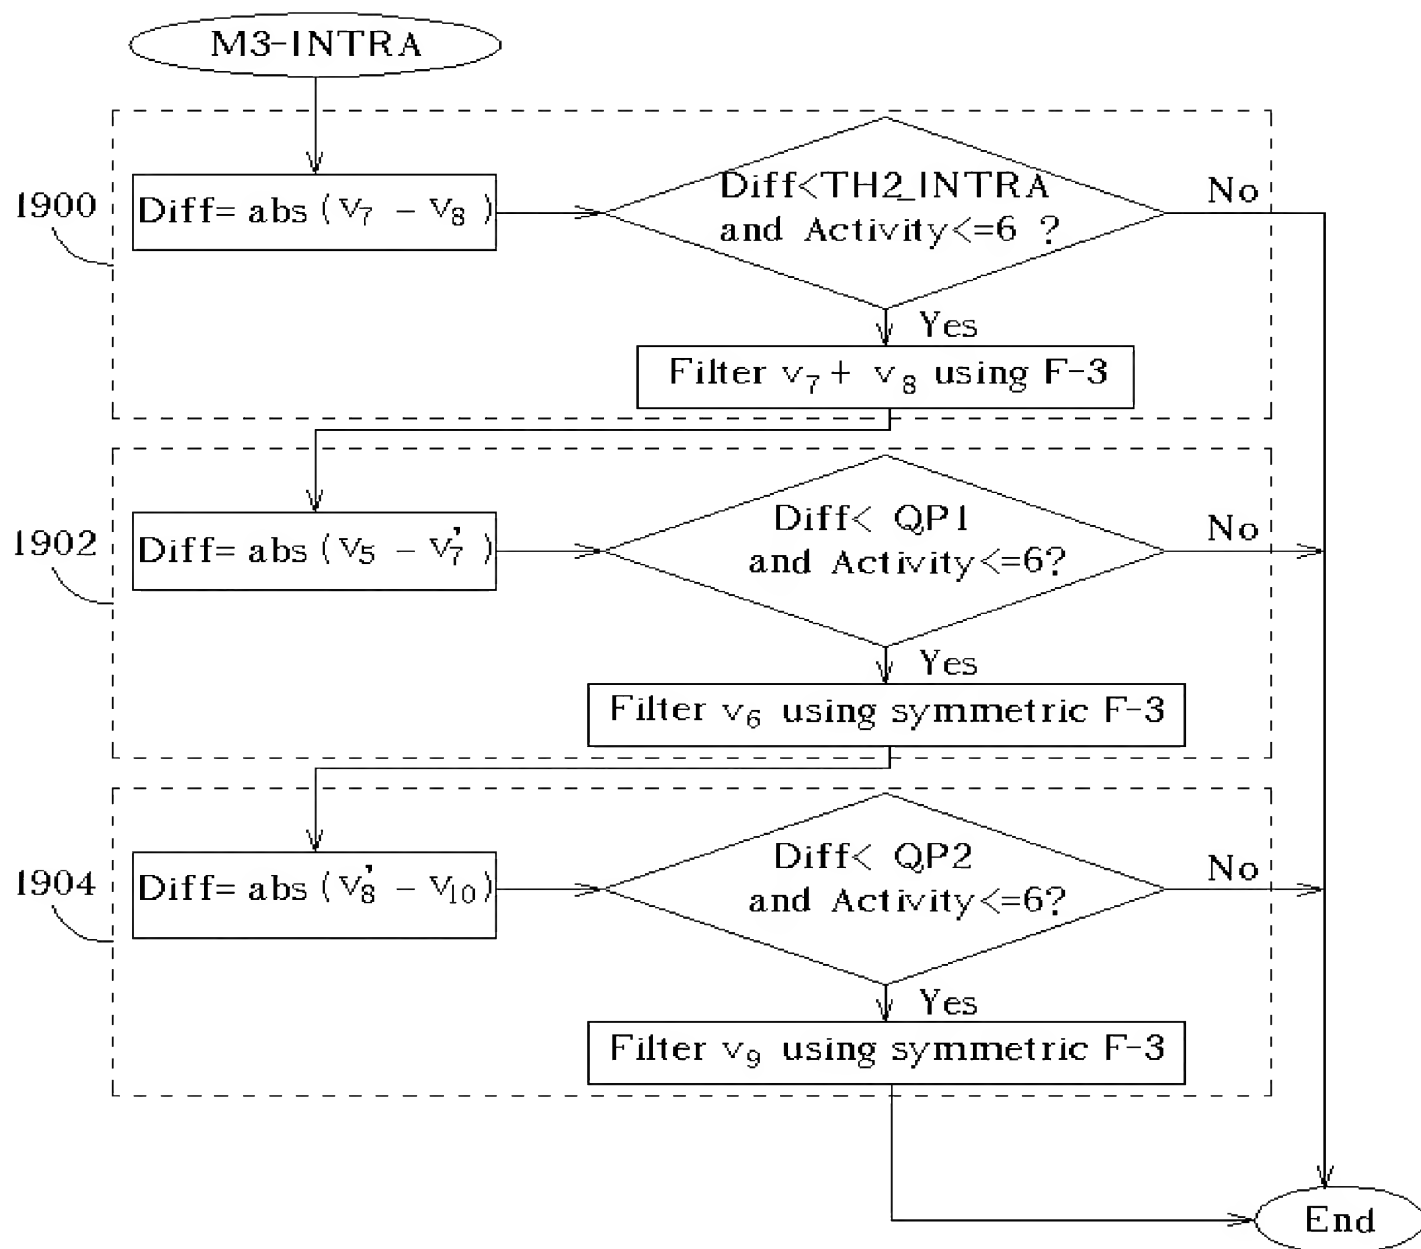 M3-INTRA
1900
Diff= abs (v₇ - v₈)
Diff<TH2_INTRA
and Activity<=6 ?
No
Yes
Filter v₇+ v₈ using F-3
1902
Diff= abs (v₅ - v₇')
Diff< QP1
and Activity<=6?
No
Yes
Filter v₆ using symmetric F-3
1904
Diff= abs (v₈' - v₁₀)
Diff< QP2
and Activity<=6?
No
Yes
Filter v₉ using symmetric F-3
End